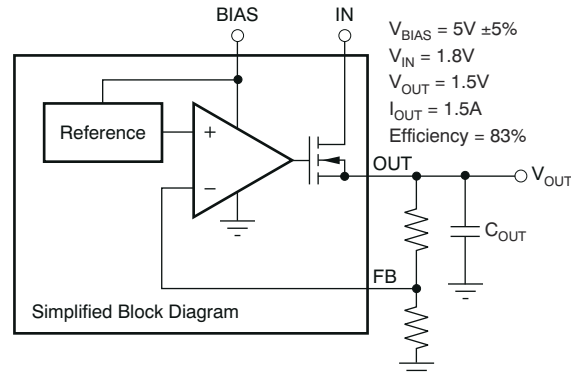 BIAS
IN
V_BIAS = 5V ±5%
V_IN = 1.8V
V_OUT = 1.5V
I_OUT = 1.5A
Efficiency = 83%
Reference
+
−
OUT
V_OUT
C_OUT
FB
Simplified Block Diagram